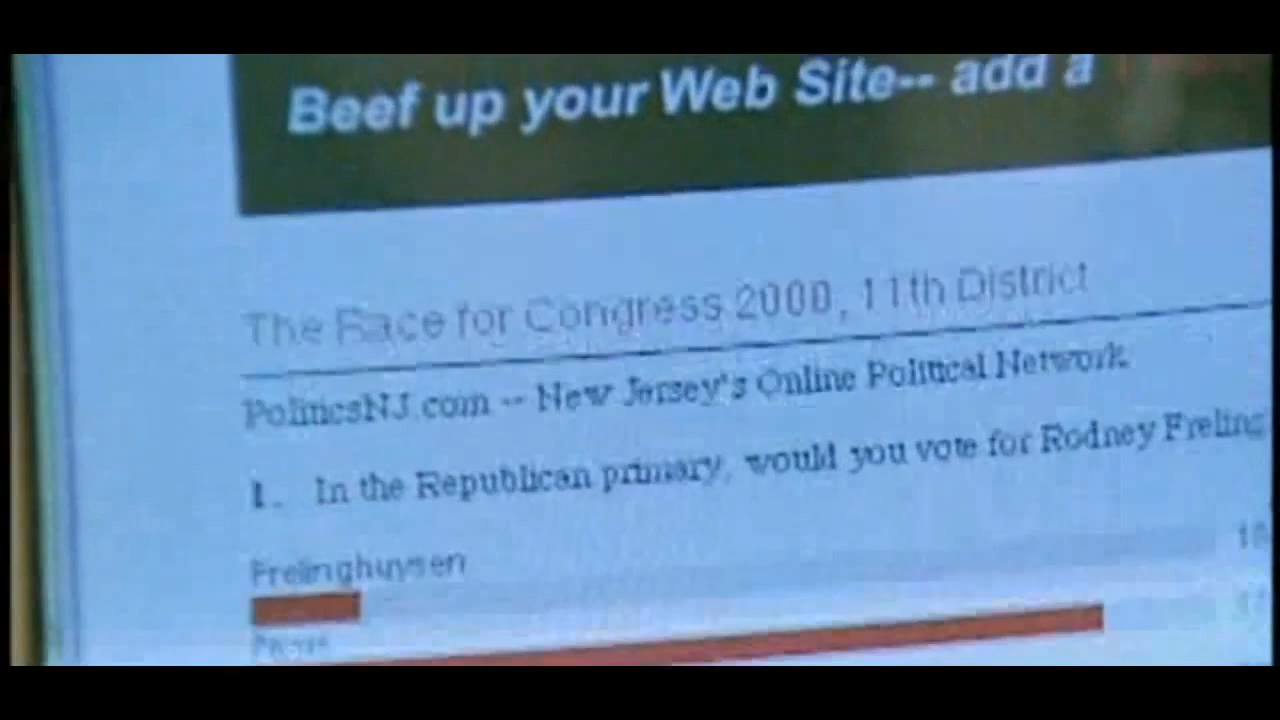 Beef up your Web Site-- add a
The Race for Congress 2000, 11th District
PoliticsNJ.com -- New Jersey's Online Political Network
1. In the Republican primary, would you vote for Rodney Freling
Frelinghuysen